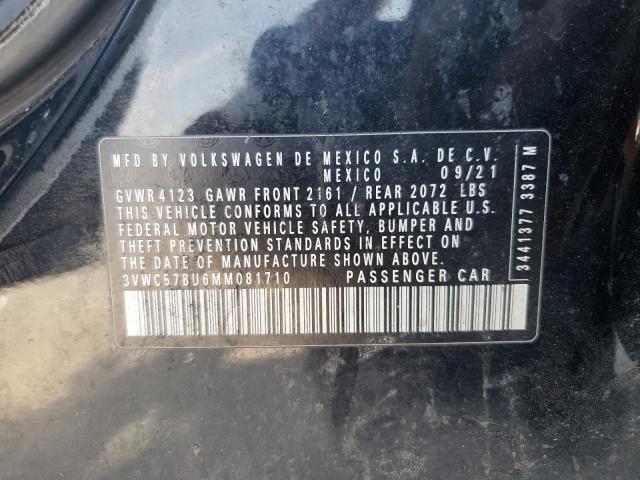 MFD BY VOLKSWAGEN DE MEXICO S.A. DE C.V.
MEXICO 09/21
GVWR 4123 GAWR FRONT 2161 / REAR 2072 LBS
THIS VEHICLE CONFORMS TO ALL APPLICABLE U.S.
FEDERAL MOTOR VEHICLE SAFETY, BUMPER AND
THEFT PREVENTION STANDARDS IN EFFECT ON
THE DATE OF MANUFACTURE SHOWN ABOVE.
3VWC57BU6MM081710 PASSENGER CAR
3441377 3387 M